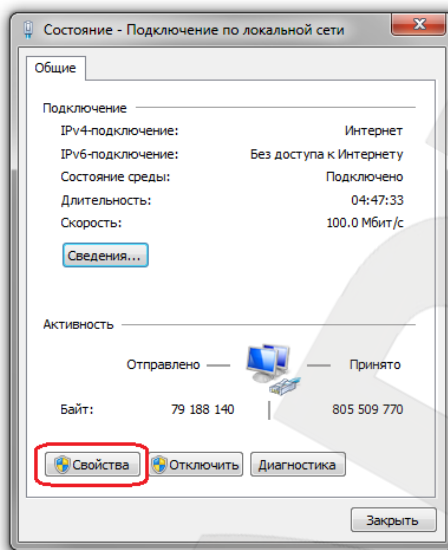 Состояние - Подключение по локальной сети
Общие
Подключение
IPv4-подключение: Интернет
IPv6-подключение: Без доступа к Интернету
Состояние среды: Подключено
Длительность: 04:47:33
Скорость: 100.0 Мбит/с
Сведения...
Активность
Отправлено — — Принято
Байт: 79 188 140 | 805 509 770
Свойства Отключить Диагностика
Закрыть